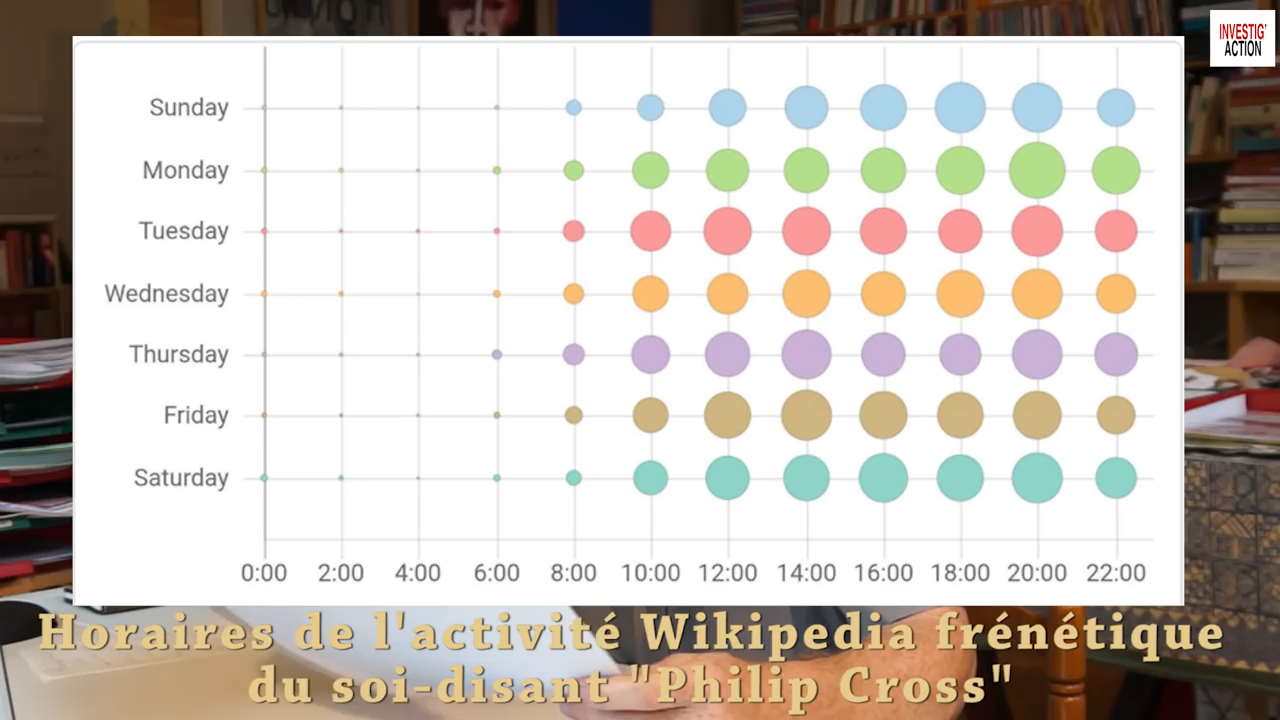 INVESTIG'
ACTION
Sunday
Monday
Tuesday
Wednesday
Thursday
Friday
Saturday
0:00 2:00 4:00 6:00 8:00 10:00 12:00 14:00 16:00 18:00 20:00 22:00
Horaires de l'activité Wikipedia frénétique
du soi-disant "Philip Cross"